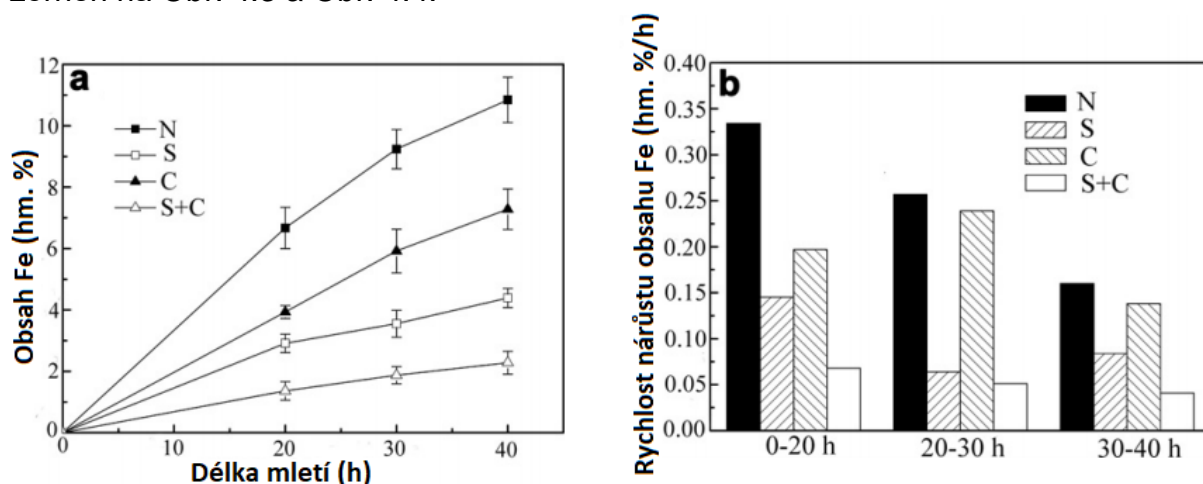 a
Obsah Fe (hm. %)
12
10
8
6
4
2
0
N
S
C
S+C
0
10
20
30
40
Délka mletí (h)
b
Rychlost nárůstu obsahu Fe (hm. %/h)
0.40
0.35
0.30
0.25
0.20
0.15
0.10
0.05
0.00
N
S
C
S+C
0-20 h
20-30 h
30-40 h